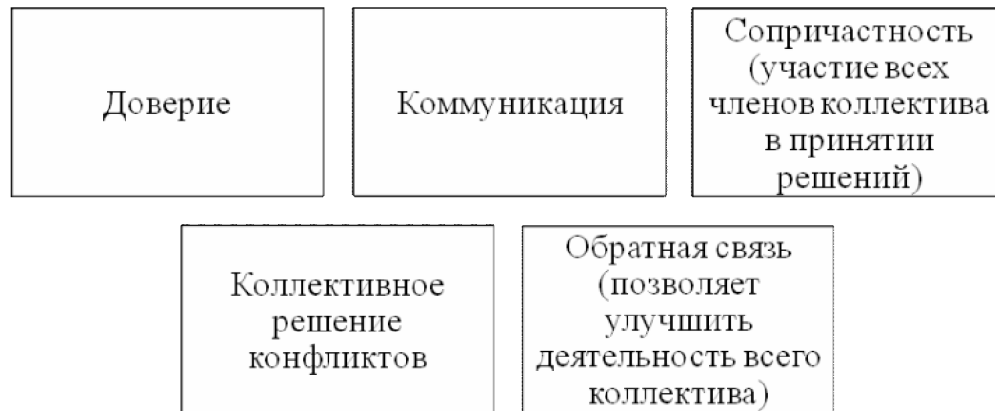 Доверие
Коммуникация
Сопричастность
(участие всех
членов коллектива
в принятии
решений)
Коллективное
решение
конфликтов
Обратная связь
(позволяет
улучшить
деятельность всего
коллектива)